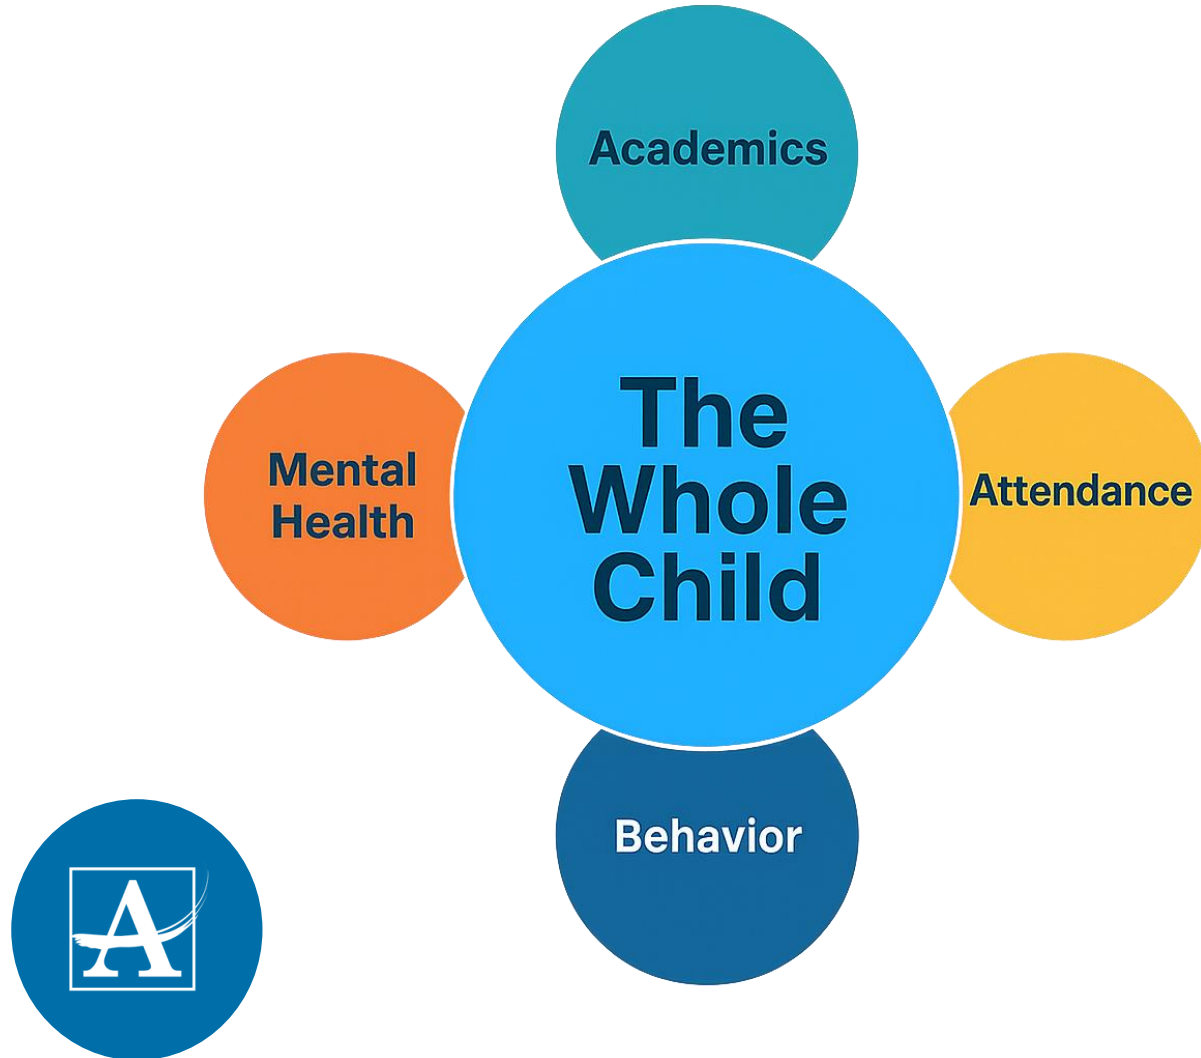 Academics
The
Whole
Child
Mental
Health
Attendance
Behavior
A